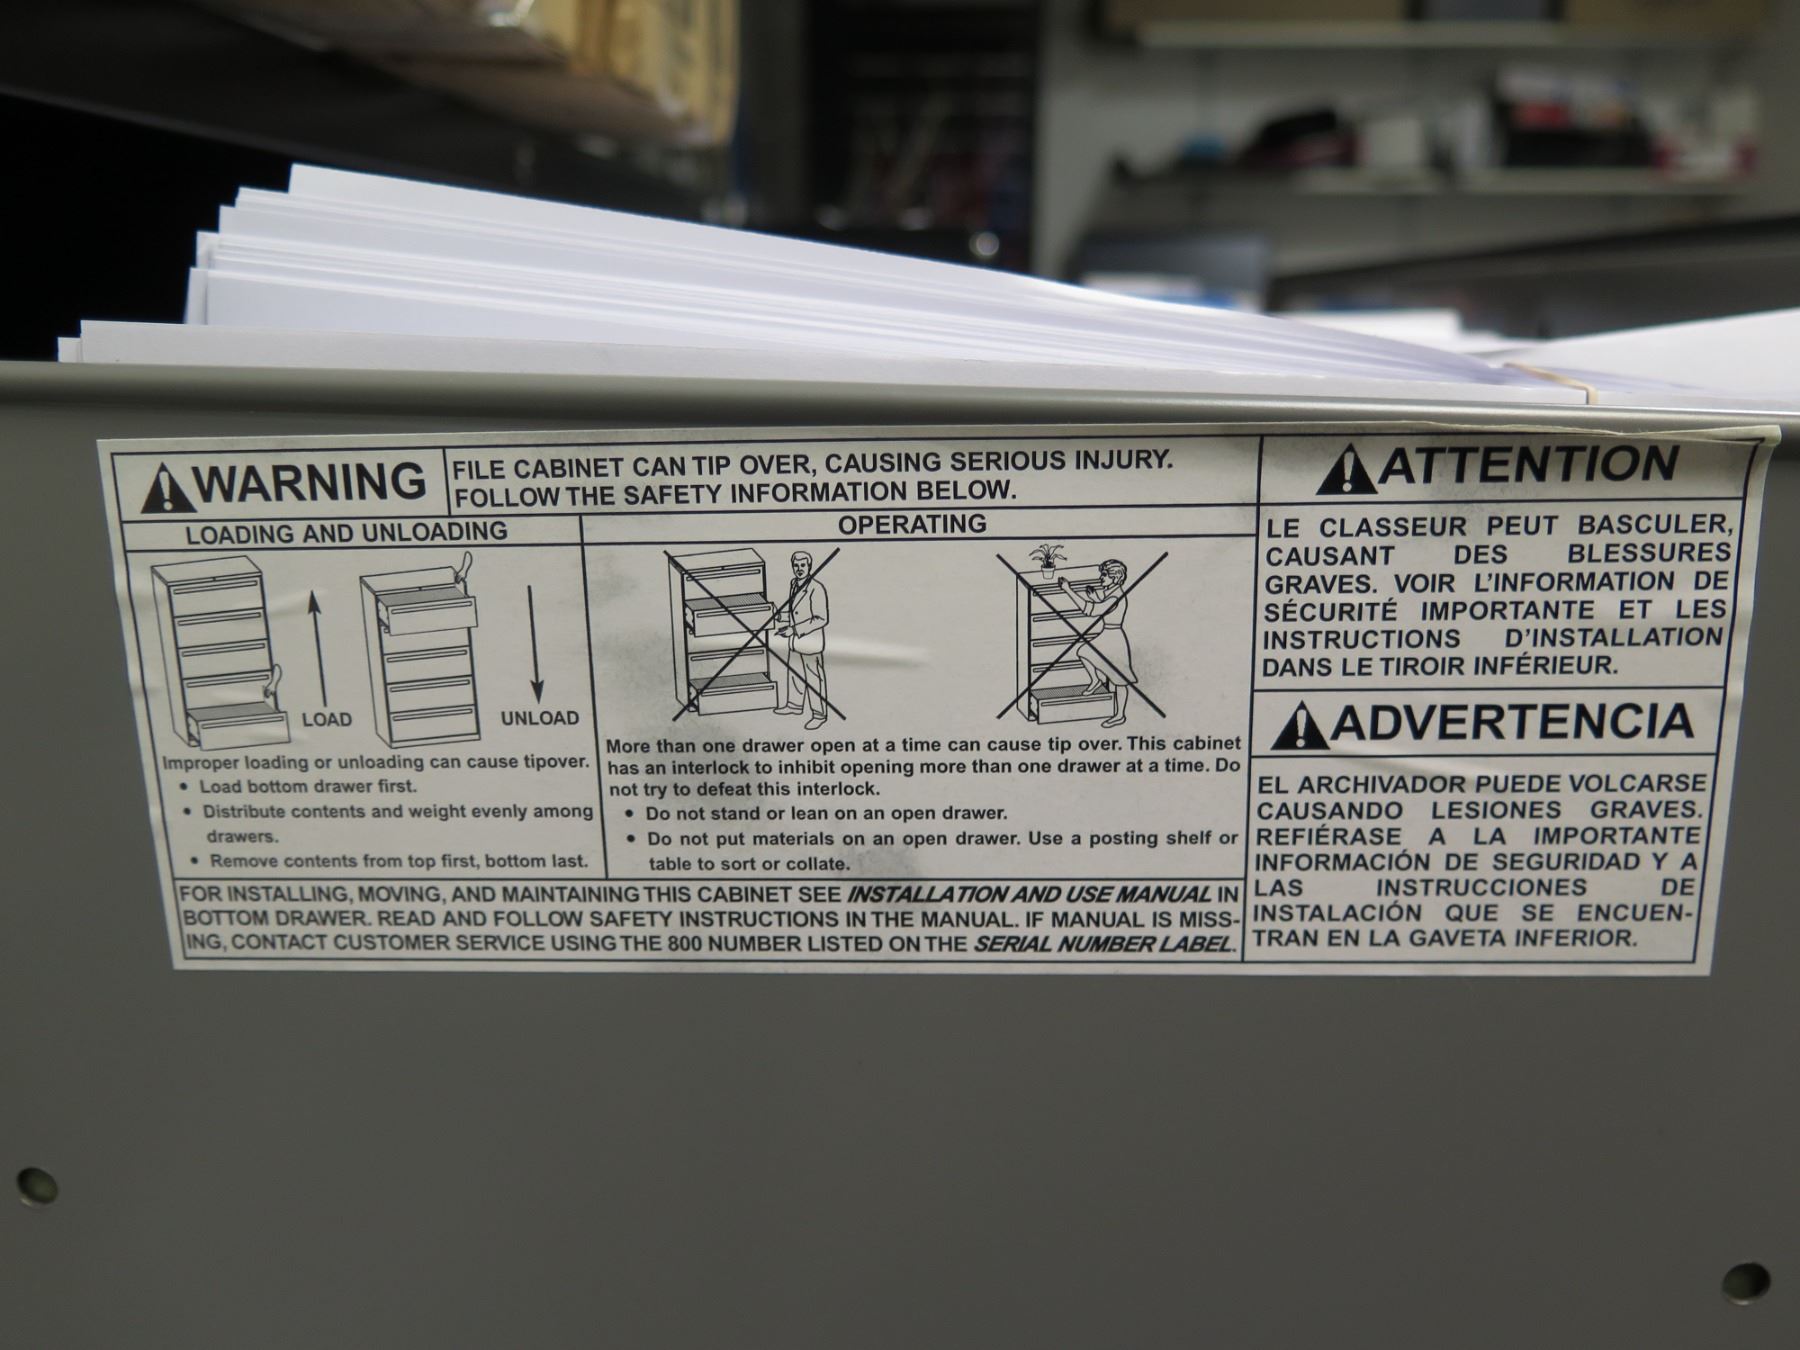 WARNING
FILE CABINET CAN TIP OVER, CAUSING SERIOUS INJURY.
FOLLOW THE SAFETY INFORMATION BELOW.
LOADING AND UNLOADING
LOAD
UNLOAD
Improper loading or unloading can cause tipover.
• Load bottom drawer first.
• Distribute contents and weight evenly among
drawers.
• Remove contents from top first, bottom last.
OPERATING
More than one drawer open at a time can cause tip over. This cabinet
has an interlock to inhibit opening more than one drawer at a time. Do
not try to defeat this interlock.
• Do not stand or lean on an open drawer.
• Do not put materials on an open drawer. Use a posting shelf or
table to sort or collate.
FOR INSTALLING, MOVING, AND MAINTAINING THIS CABINET SEE INSTALLATION AND USE MANUAL IN
BOTTOM DRAWER. READ AND FOLLOW SAFETY INSTRUCTIONS IN THE MANUAL. IF MANUAL IS MISS-
ING, CONTACT CUSTOMER SERVICE USING THE 800 NUMBER LISTED ON THE SERIAL NUMBER LABEL.
ATTENTION
LE CLASSEUR PEUT BASCULER,
CAUSANT DES BLESSURES
GRAVES. VOIR L'INFORMATION DE
SÉCURITÉ IMPORTANTE ET LES
INSTRUCTIONS D'INSTALLATION
DANS LE TIROIR INFÉRIEUR.
ADVERTENCIA
EL ARCHIVADOR PUEDE VOLCARSE
CAUSANDO LESIONES GRAVES.
REFIÉRASE A LA IMPORTANTE
INFORMACIÓN DE SEGURIDAD Y A
LAS INSTRUCCIONES DE
INSTALACIÓN QUE SE ENCUEN-
TRAN EN LA GAVETA INFERIOR.